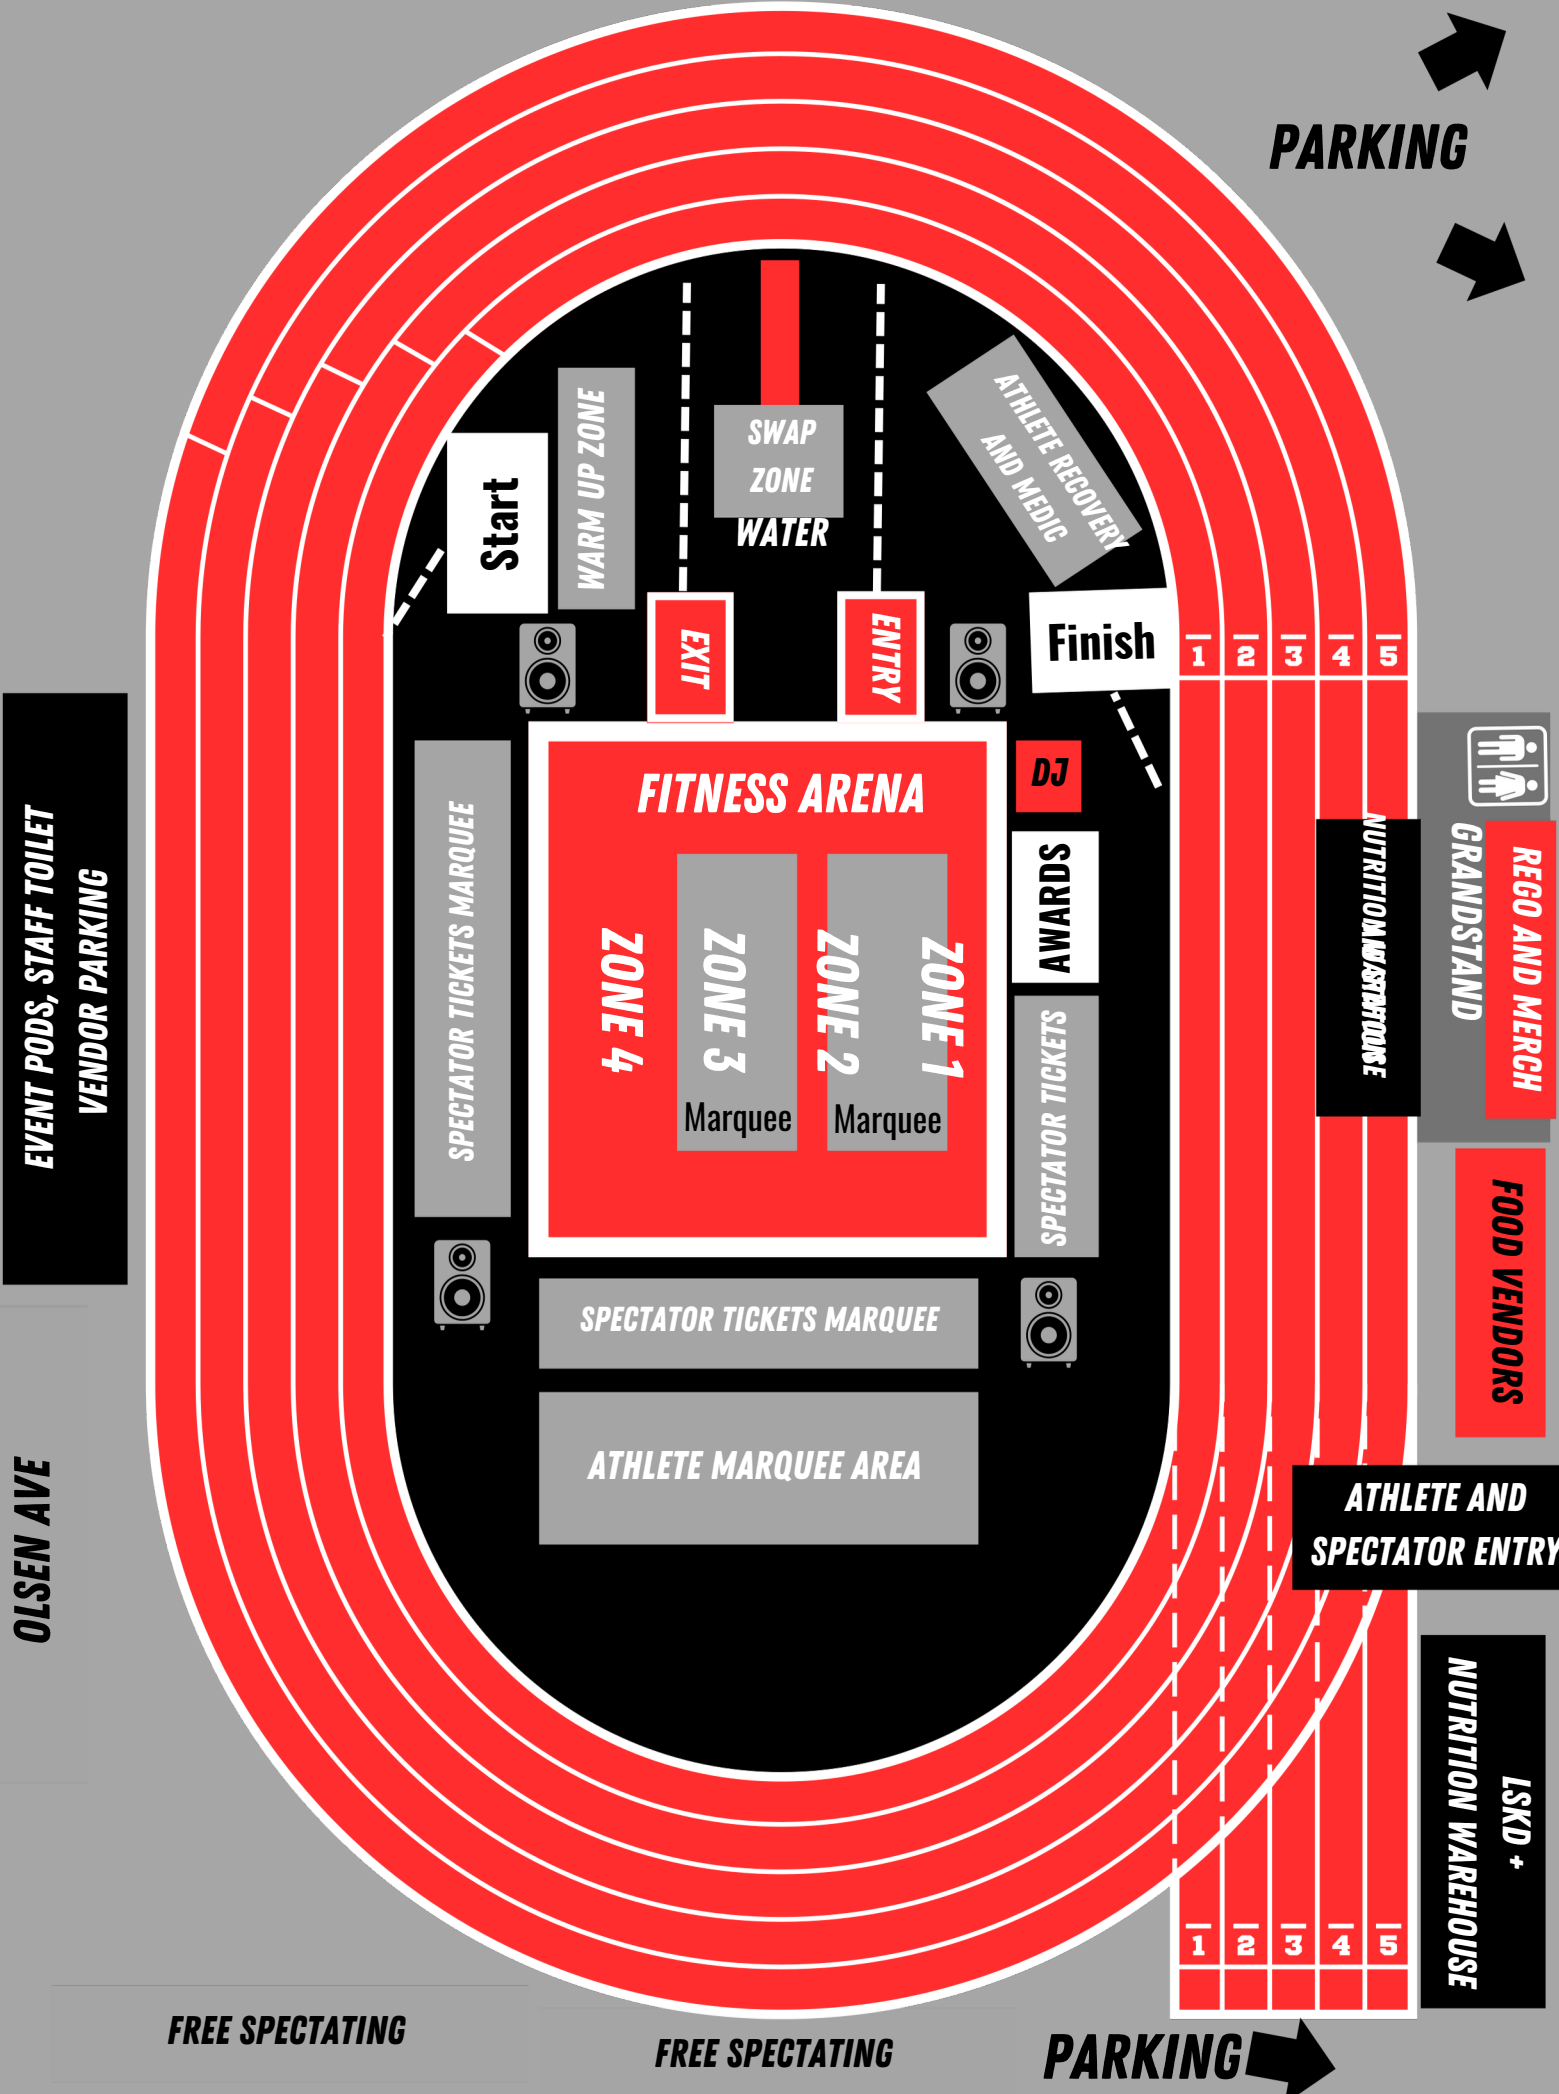 PARKING
SWAP
ZONE
WATER
WARM UP ZONE
Start
ATHLETE RECOVERY
AND MEDIC
EXIT
ENTRY
Finish
1 2 3 4 5
FITNESS ARENA
DJ
AWARDS
ZONE 4
ZONE 3
ZONE 2
ZONE 1
Marquee
Marquee
SPECTATOR TICKETS MARQUEE
SPECTATOR TICKETS
EVENT PODS, STAFF TOILET
VENDOR PARKING
GRANDSTAND
REGO AND MERCH
FOOD VENDORS
SPECTATOR TICKETS MARQUEE
ATHLETE MARQUEE AREA
ATHLETE AND
SPECTATOR ENTRY
OLSEN AVE
LSKD +
NUTRITION WAREHOUSE
1 2 3 4 5
FREE SPECTATING
FREE SPECTATING
PARKING